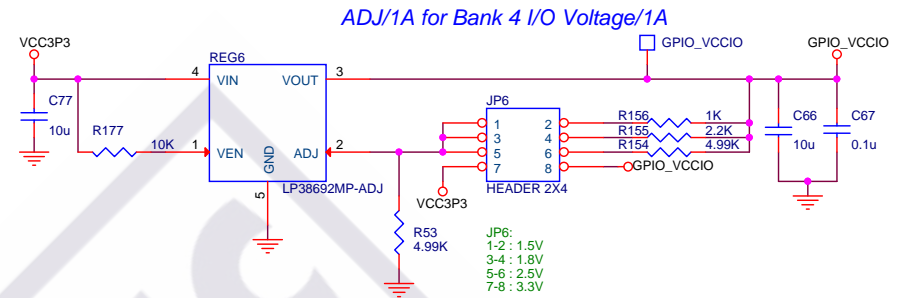 ADJ/1A for Bank 4 I/O Voltage/1A
VCC3P3
GPIO_VCCIO
GPIO_VCCIO
REG6
4
VIN
VOUT
3
C77
10u
R177
10K
1
VEN
GND
ADJ
2
5
LP38692MP-ADJ
JP6
1
2
3
4
5
6
7
8
HEADER 2X4
VCC3P3
R156
1K
R155
2.2K
R154
4.99K
GPIO_VCCIO
C66
10u
C67
0.1u
R53
4.99K
JP6:
1-2 : 1.5V
3-4 : 1.8V
5-6 : 2.5V
7-8 : 3.3V